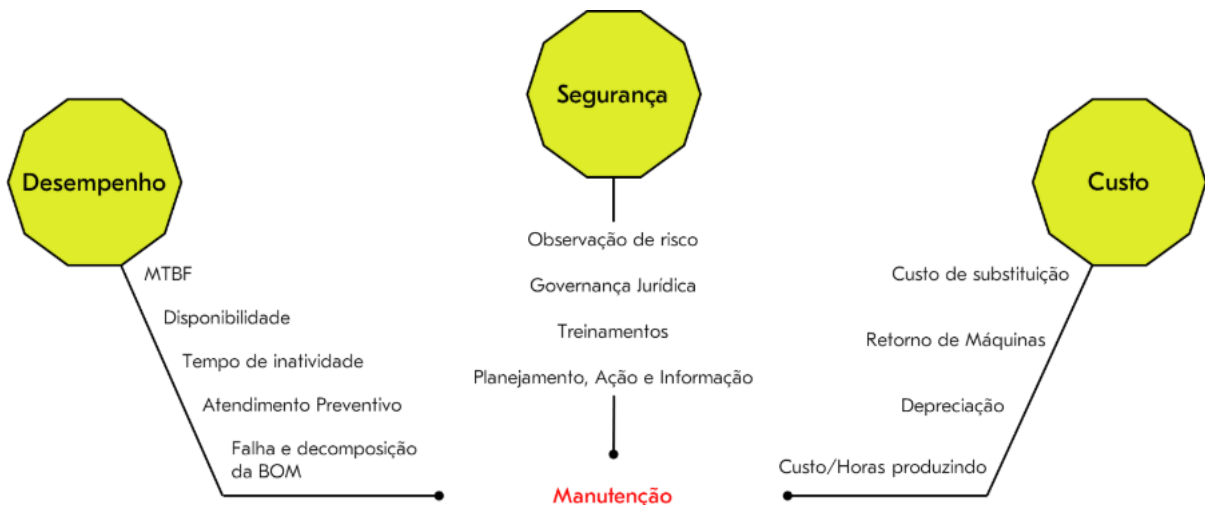 Segurança
Desempenho
Custo
Observação de risco
Governança Jurídica
Treinamentos
Planejamento, Ação e Informação
MTBF
Disponibilidade
Tempo de inatividade
Atendimento Preventivo
Falha e decomposição
da BOM
Custo de substituição
Retorno de Máquinas
Depreciação
Custo/Horas produzindo
Manutenção